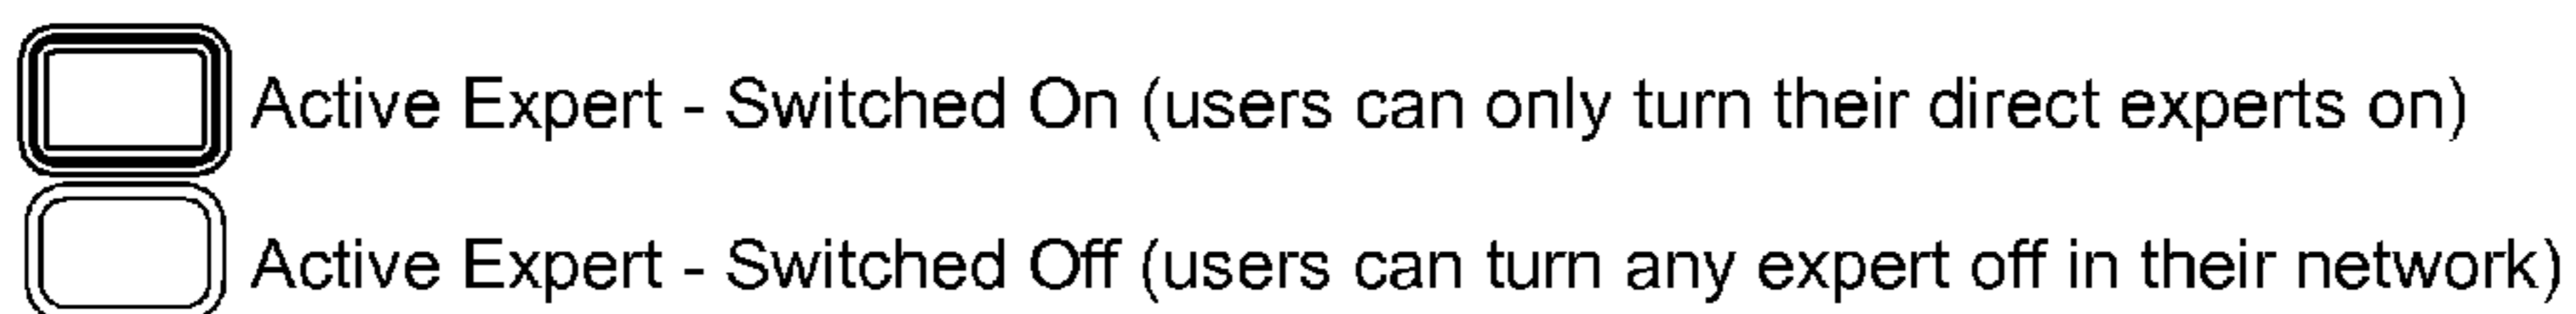 Active Expert - Switched On (users can only turn their direct experts on)
Active Expert - Switched Off (users can turn any expert off in their network)